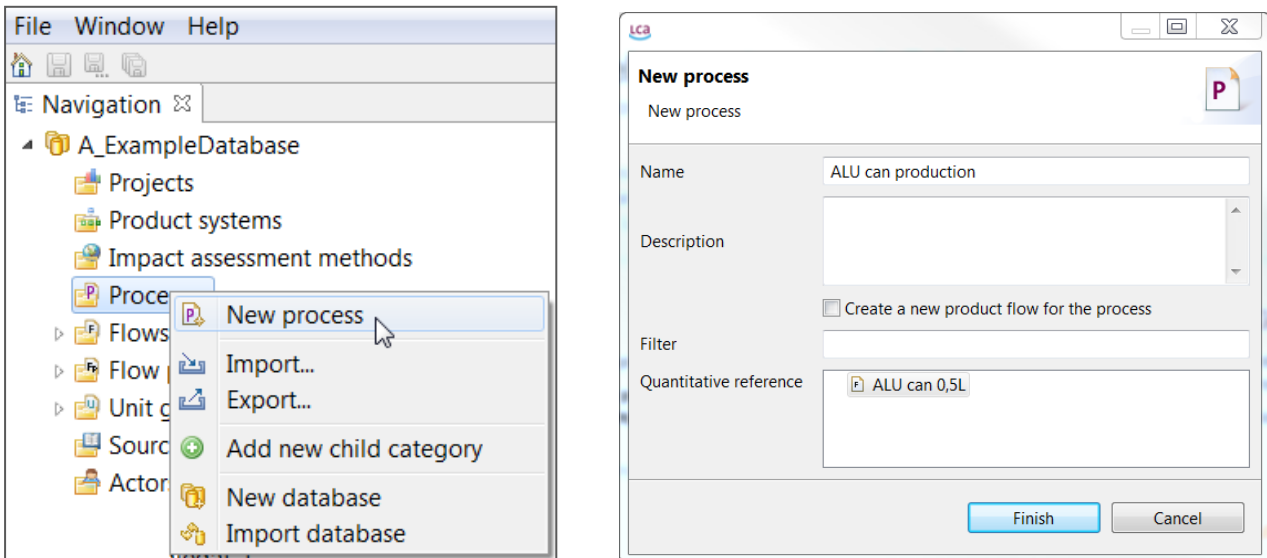 File Window Help
Navigation
A_ExampleDatabase
Projects
Product systems
Impact assessment methods
Proce
New process
Flows
Import...
Flow
Export...
Unit g
Sourc
Add new child category
Actor
New database
Import database
LCA
New process
New process
P
Name
ALU can production
Description
Create a new product flow for the process
Filter
Quantitative reference
ALU can 0,5L
Finish
Cancel